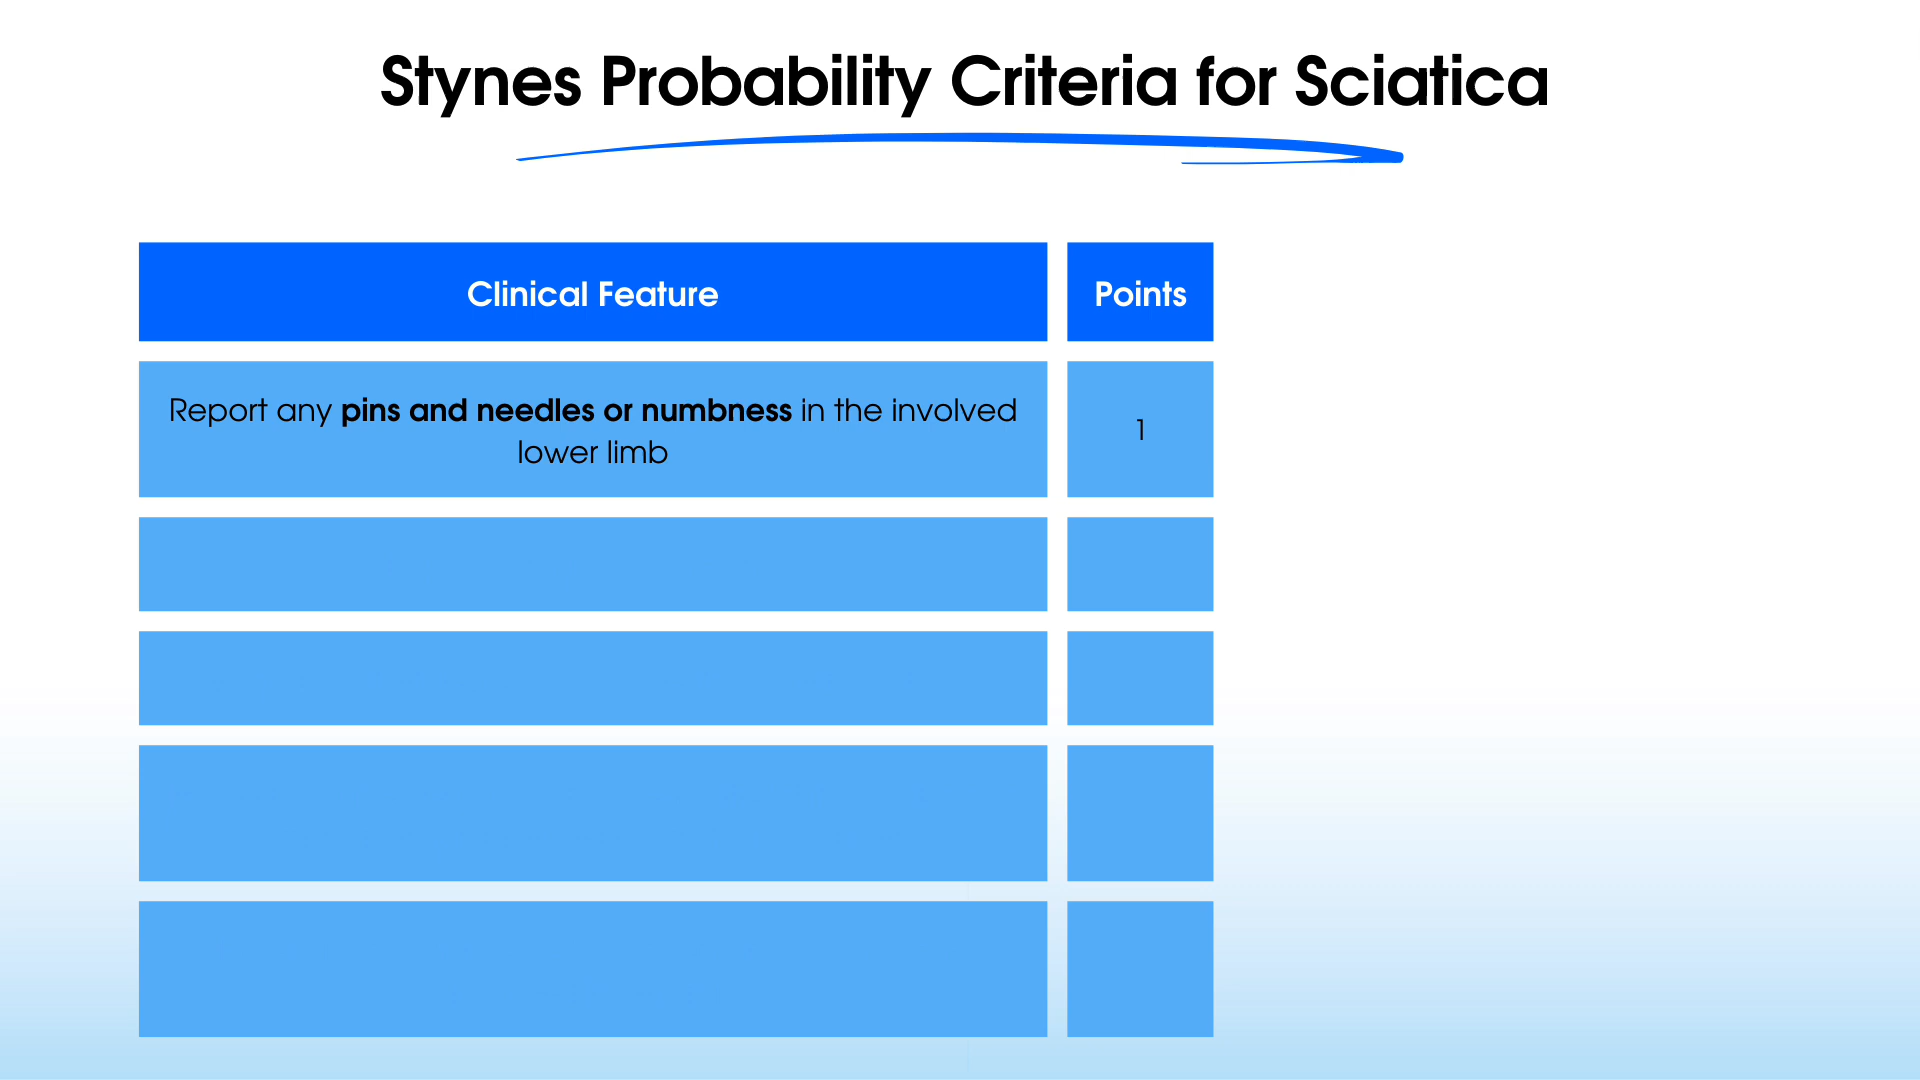 Stynes Probability Criteria for Sciatica
Clinical Feature
Points
Report any pins and needles or numbness in the involved
lower limb
1